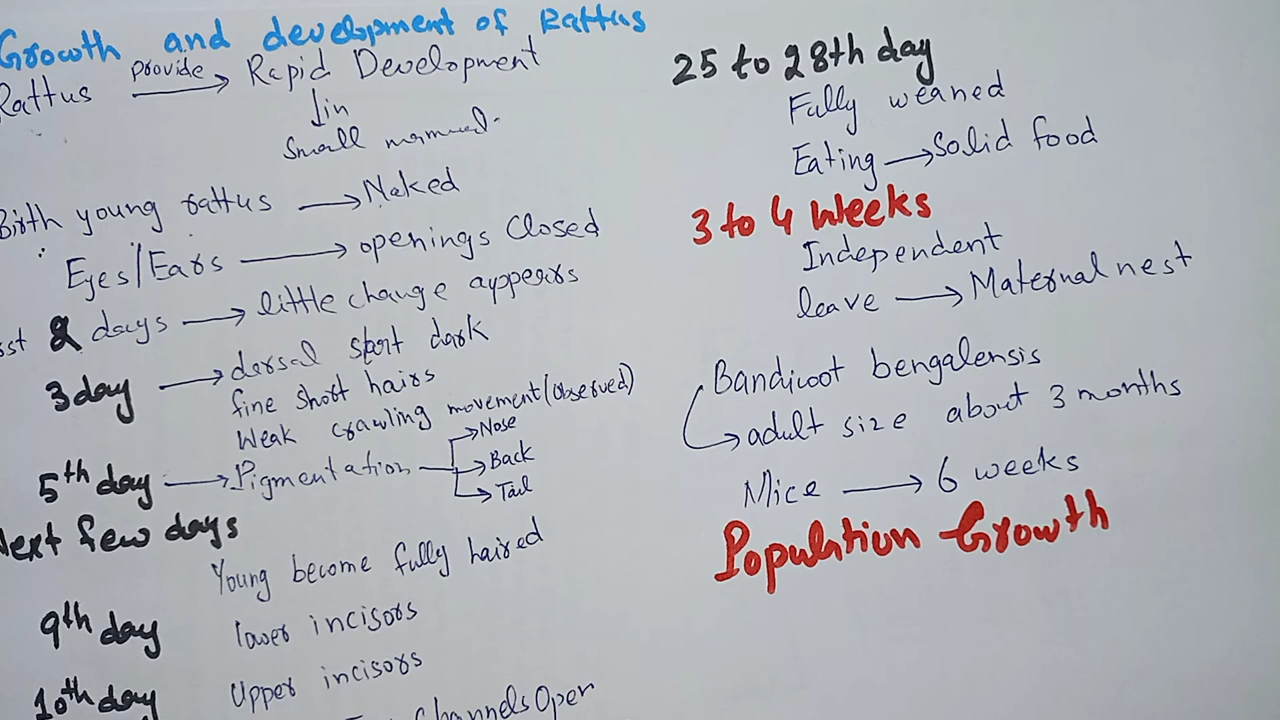 Growth and development of Rattus
Rattus provide → Rapid Development
↓in
Small mammal.
Birth young rattus → Naked
Eyes/Ears → openings Closed
2 days → little change appears
3 day → dorsal start dark
fine short hairs
Weak crawling movement (observed)
5th day → Pigmentation → Nose
→ Back
→ Tail
Next few days
Young become fully haired
9th day lower incisors
10th day Upper incisors
channels Open
25 to 28th day
Fully weaned
Eating → Solid food
3 to 4 Weeks
Independent
leave → Maternal nest
Bandicoot bengalensis
→ adult size about 3 months
Mice → 6 weeks
Population Growth